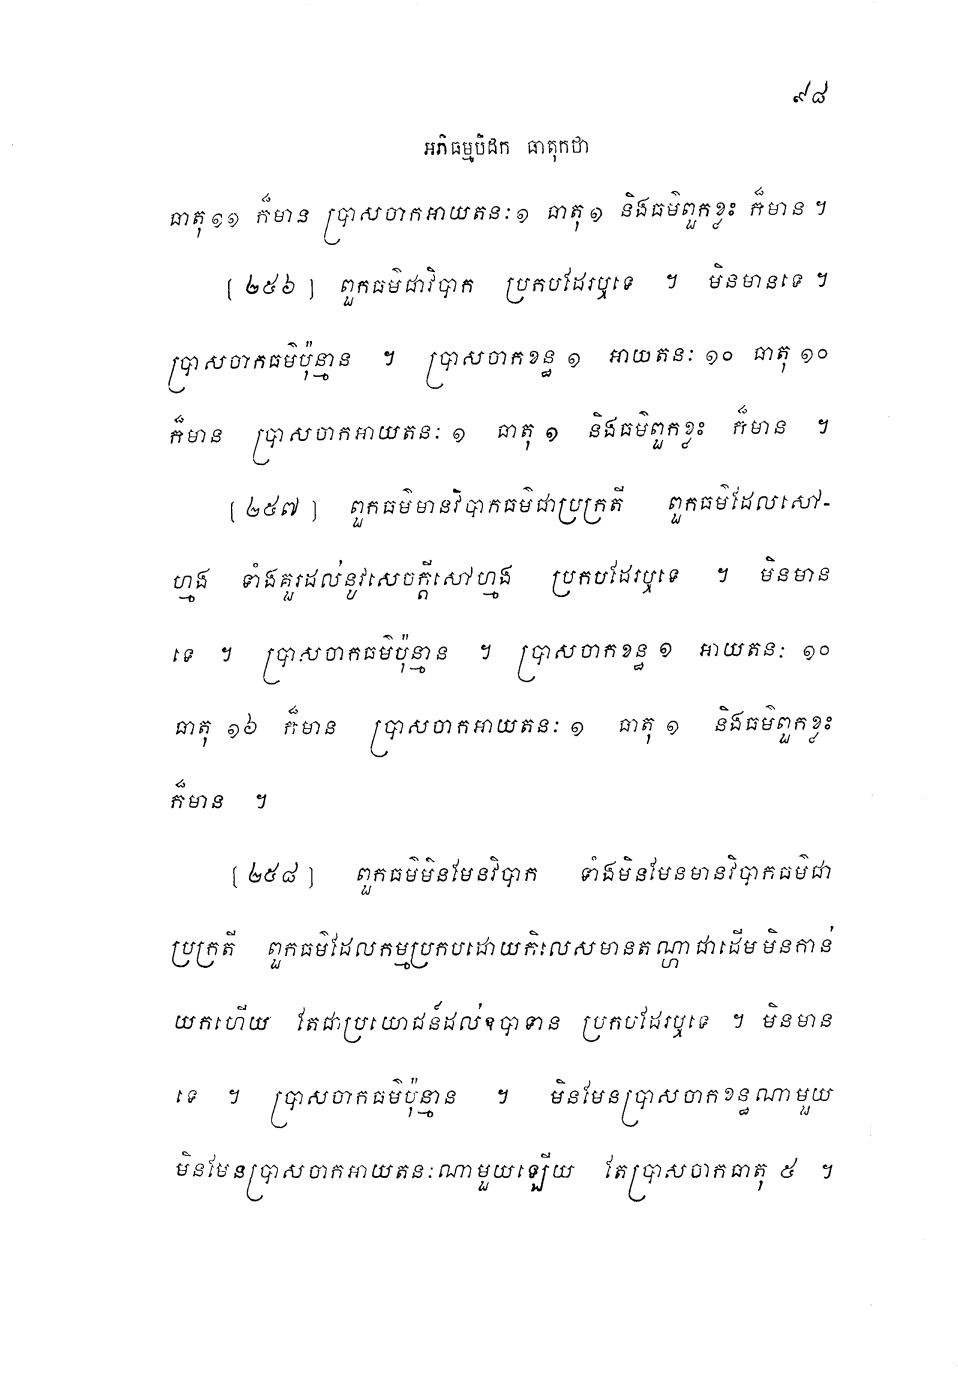 ៩៨
អភិធម្មបិដក ធាតុកថា
ធាតុ ១១ ក៏មាន ប្រាសចាកអាយតនៈ ១ ធាតុ ១ និងធម៌ពួកខ្លះ ក៏មាន ។
[ ២៥៦ ] ពួកធម៌ជាវិបាក ប្រកបដែរឬទេ ។ មិនមានទេ ។
ប្រាសចាកធម៌ប៉ុន្មាន ។ ប្រាសចាកខន្ធ ១ អាយតនៈ ១០ ធាតុ ១០
ក៏មាន ប្រាសចាកអាយតនៈ ១ ធាតុ ១ និងធម៌ពួកខ្លះ ក៏មាន ។
[ ២៥៧ ] ពួកធម៌មានវិបាកធម៌ជាប្រក្រតី ពួកធម៌ដែលសៅ-
ហ្មង ទាំងគួរដល់នូវសេចក្តីសៅហ្មង ប្រកបដែរឬទេ ។ មិនមាន
ទេ ។ ប្រាសចាកធម៌ប៉ុន្មាន ។ ប្រាសចាកខន្ធ ១ អាយតនៈ ១០
ធាតុ ១៦ ក៏មាន ប្រាសចាកអាយតនៈ ១ ធាតុ ១ និងធម៌ពួកខ្លះ
ក៏មាន ។
[ ២៥៨ ] ពួកធម៌មិនមែនវិបាក ទាំងមិនមែនមានវិបាកធម៌ជា
ប្រក្រតី ពួកធម៌ដែលកម្មប្រកបដោយកិលេសមានតណ្ហាជាដើមមិនកាន់
យកហើយ តែជាប្រយោជន៍ដល់ឧបាទាន ប្រកបដែរឬទេ ។ មិនមាន
ទេ ។ ប្រាសចាកធម៌ប៉ុន្មាន ។ មិនមែនប្រាសចាកខន្ធណាមួយ
មិនមែនប្រាសចាកអាយតនៈណាមួយឡើយ តែប្រាសចាកធាតុ ៥ ។